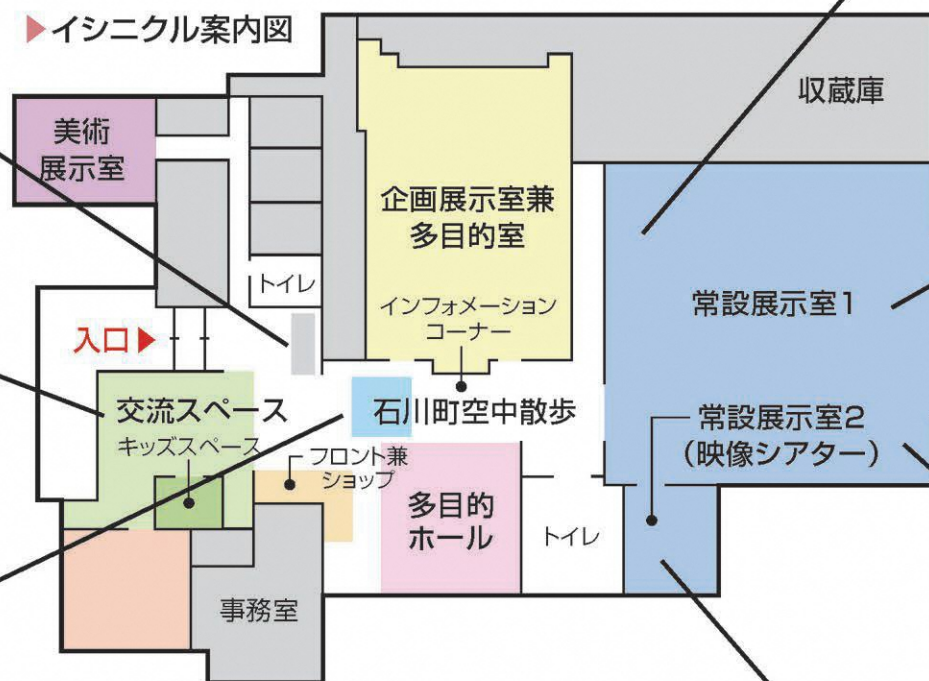 ▶イシニクル案内図
収蔵庫
美術
展示室
企画展示室兼
多目的室
トイレ
インフォメーション
コーナー
常設展示室1
入口▶
交流スペース
キッズスペース
石川町空中散歩
常設展示室2
(映像シアター)
フロント兼
ショップ
多目的
ホール
トイレ
事務室